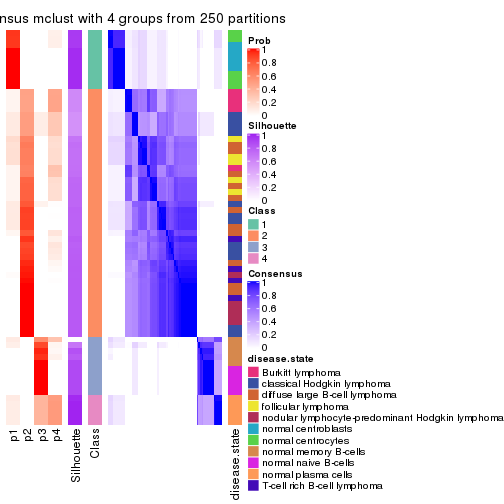 nsus mclust with 4 groups from 250 partitions
Prob
1
0.8
0.6
0.4
0.2
0
Silhouette
1
0.8
0.6
0.4
0.2
0
Class
1
2
3
4
Consensus
1
0.8
0.6
0.4
0.2
0
disease.state
Burkitt lymphoma
classical Hodgkin lymphoma
diffuse large B-cell lymphoma
follicular lymphoma
nodular lymphocyte-predominant Hodgkin lymphoma
normal centroblasts
normal centrocytes
normal memory B-cells
normal naive B-cells
normal plasma cells
T-cell rich B-cell lymphoma
p1
p2
p3
p4
Silhouette
Class
disease.state